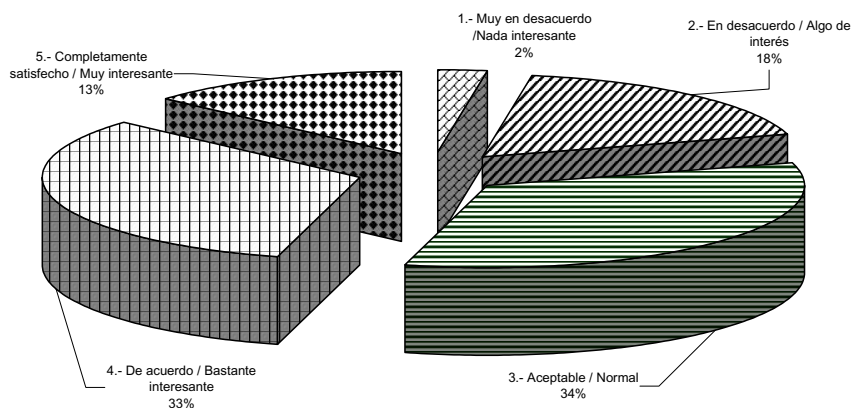 1.- Muy en desacuerdo
/Nada interesante
2%
2.- En desacuerdo / Algo de
interés
18%
5.- Completamente
satisfecho / Muy interesante
13%
4.- De acuerdo / Bastante
interesante
33%
3.- Aceptable / Normal
34%